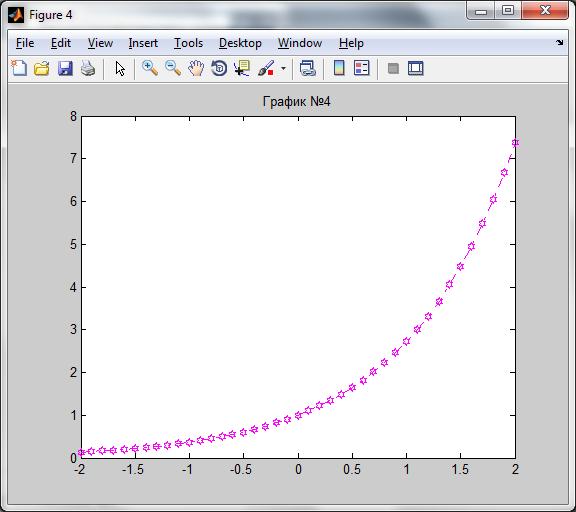 Figure 4
File Edit View Insert Tools Desktop Window Help
График №4
8
7
6
5
4
3
2
1
0
-2 -1.5 -1 -0.5 0 0.5 1 1.5 2